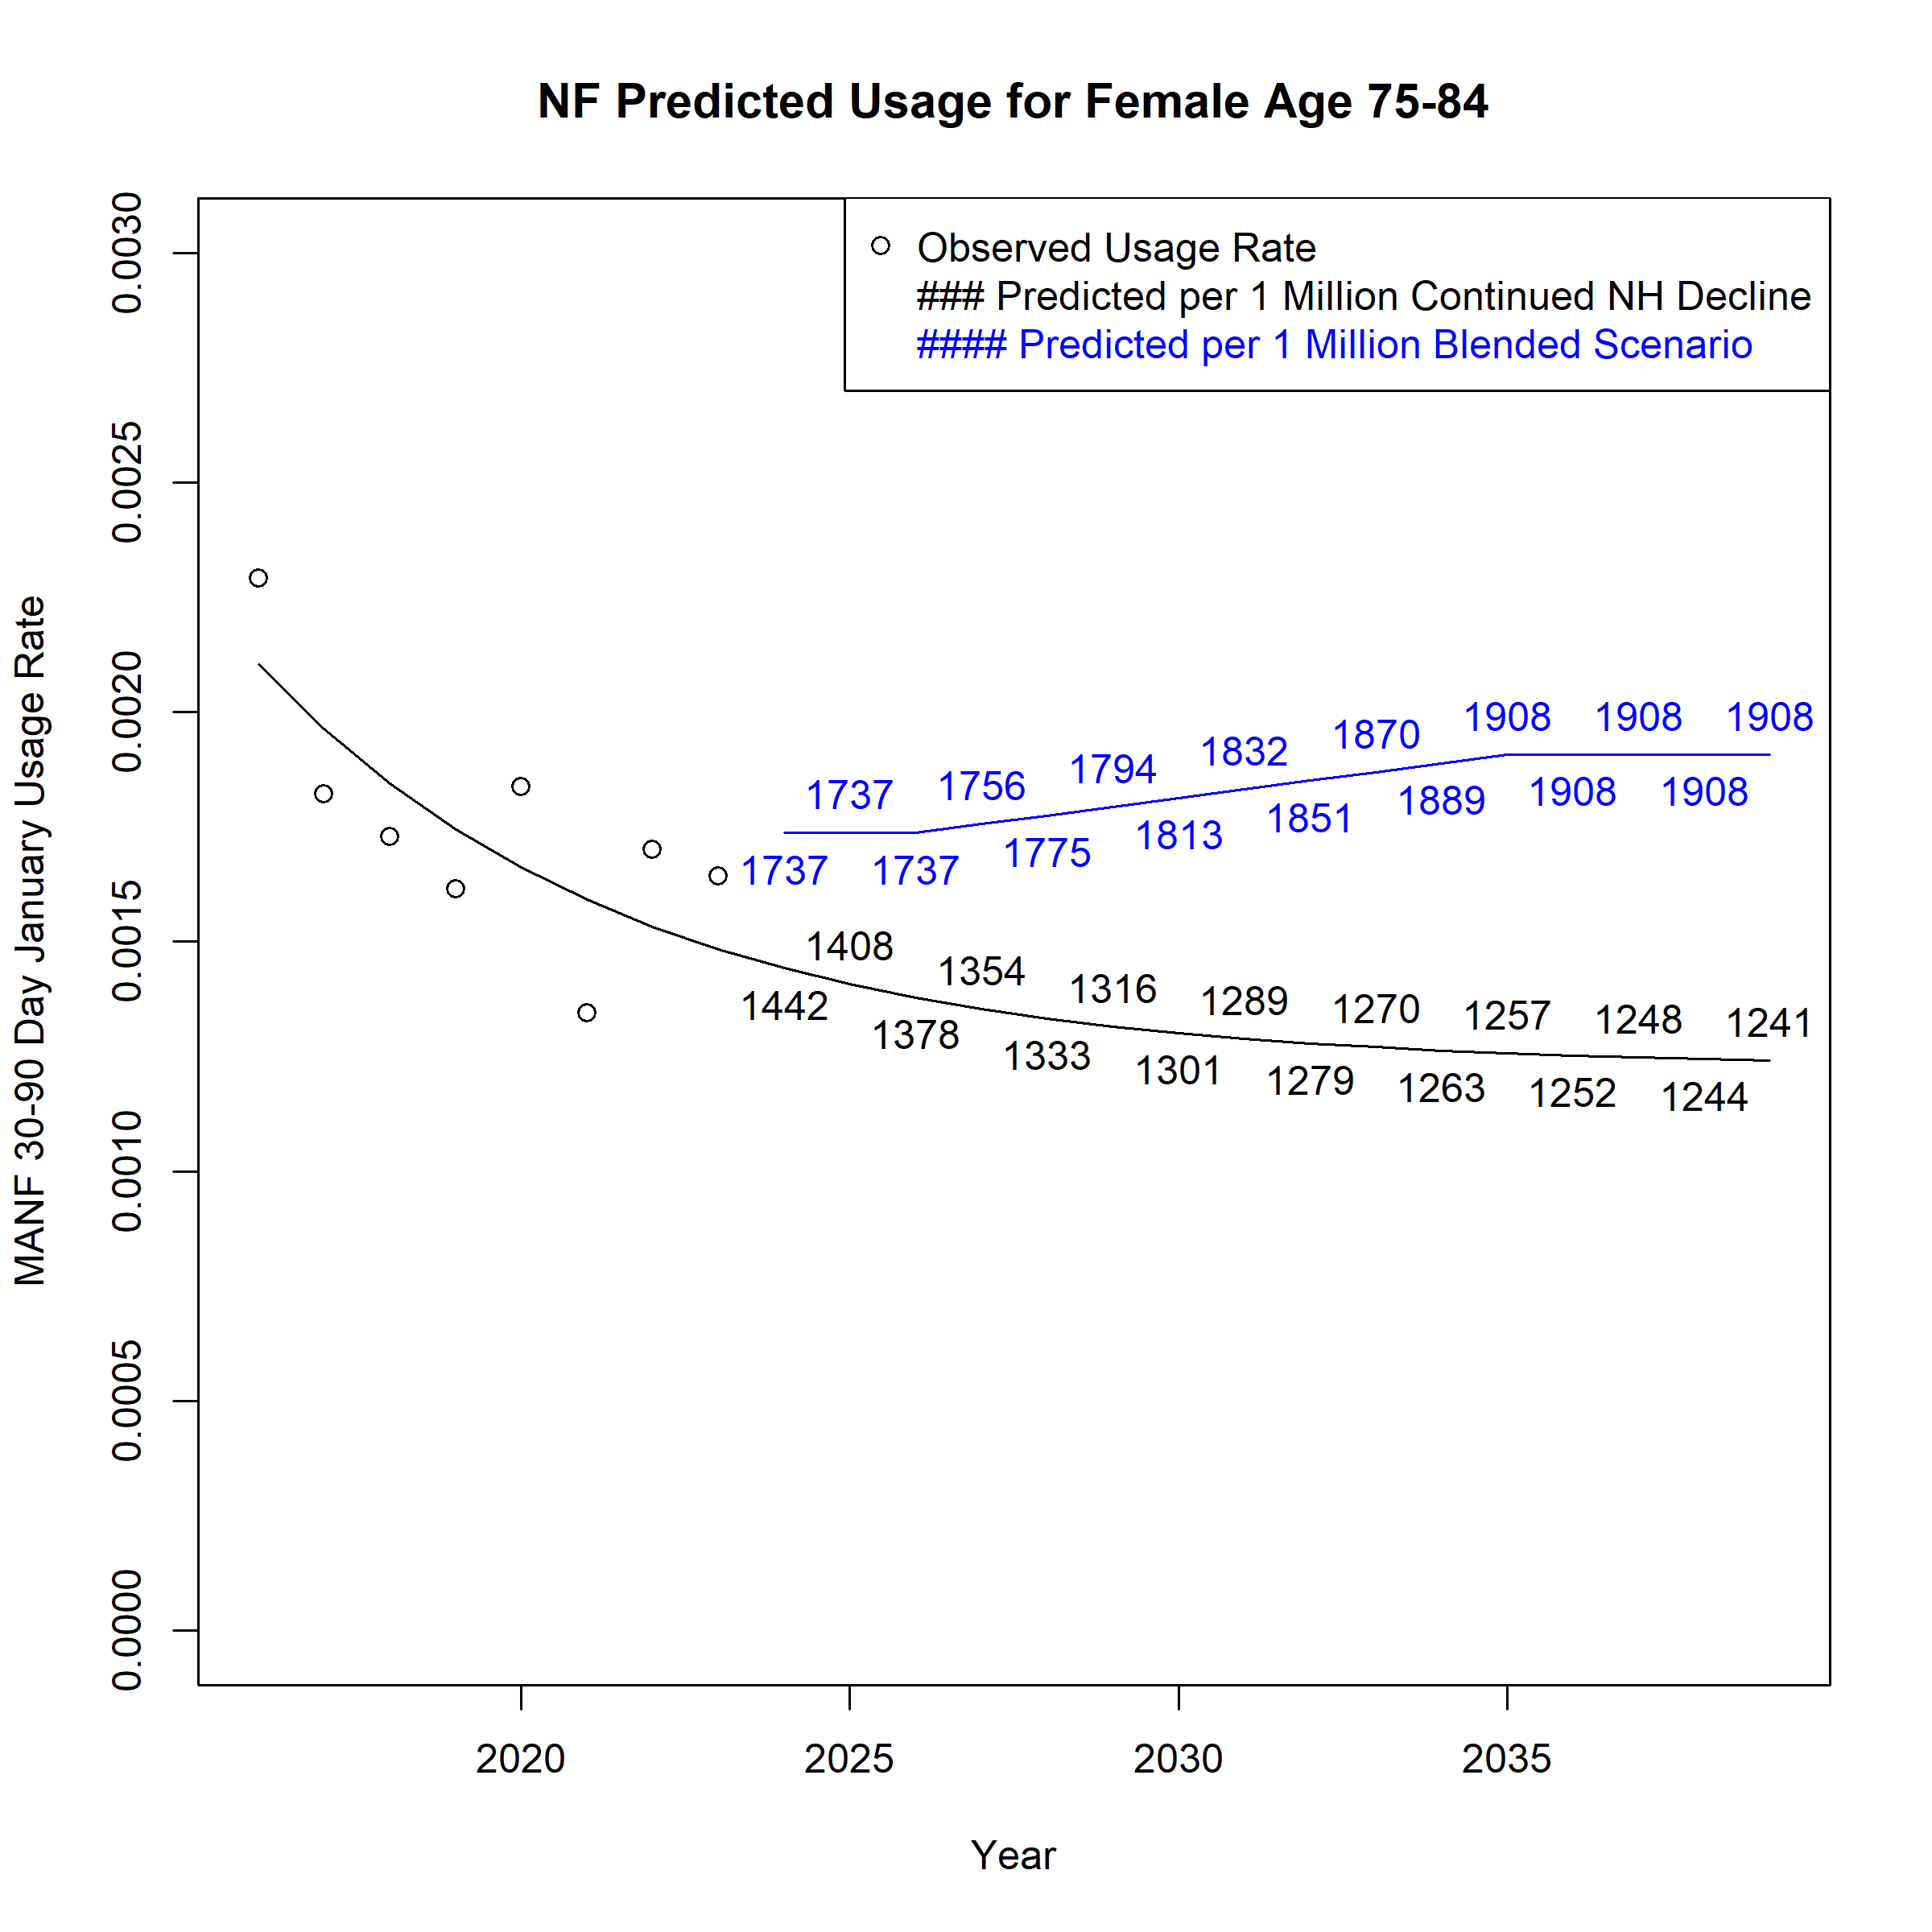 NF Predicted Usage for Female Age 75-84
Observed Usage Rate
### Predicted per 1 Million Continued NH Decline
#### Predicted per 1 Million Blended Scenario
MANF 30-90 Day January Usage Rate
0.0030
0.0025
0.0020
0.0015
0.0010
0.0005
0.0000
1737 1756 1794 1832 1870 1908 1908 1908
1737 1737 1775 1813 1851 1889 1908 1908
1408 1354 1316 1289 1270 1257 1248 1241
1442 1378 1333 1301 1279 1263 1252 1244
2020 2025 2030 2035
Year